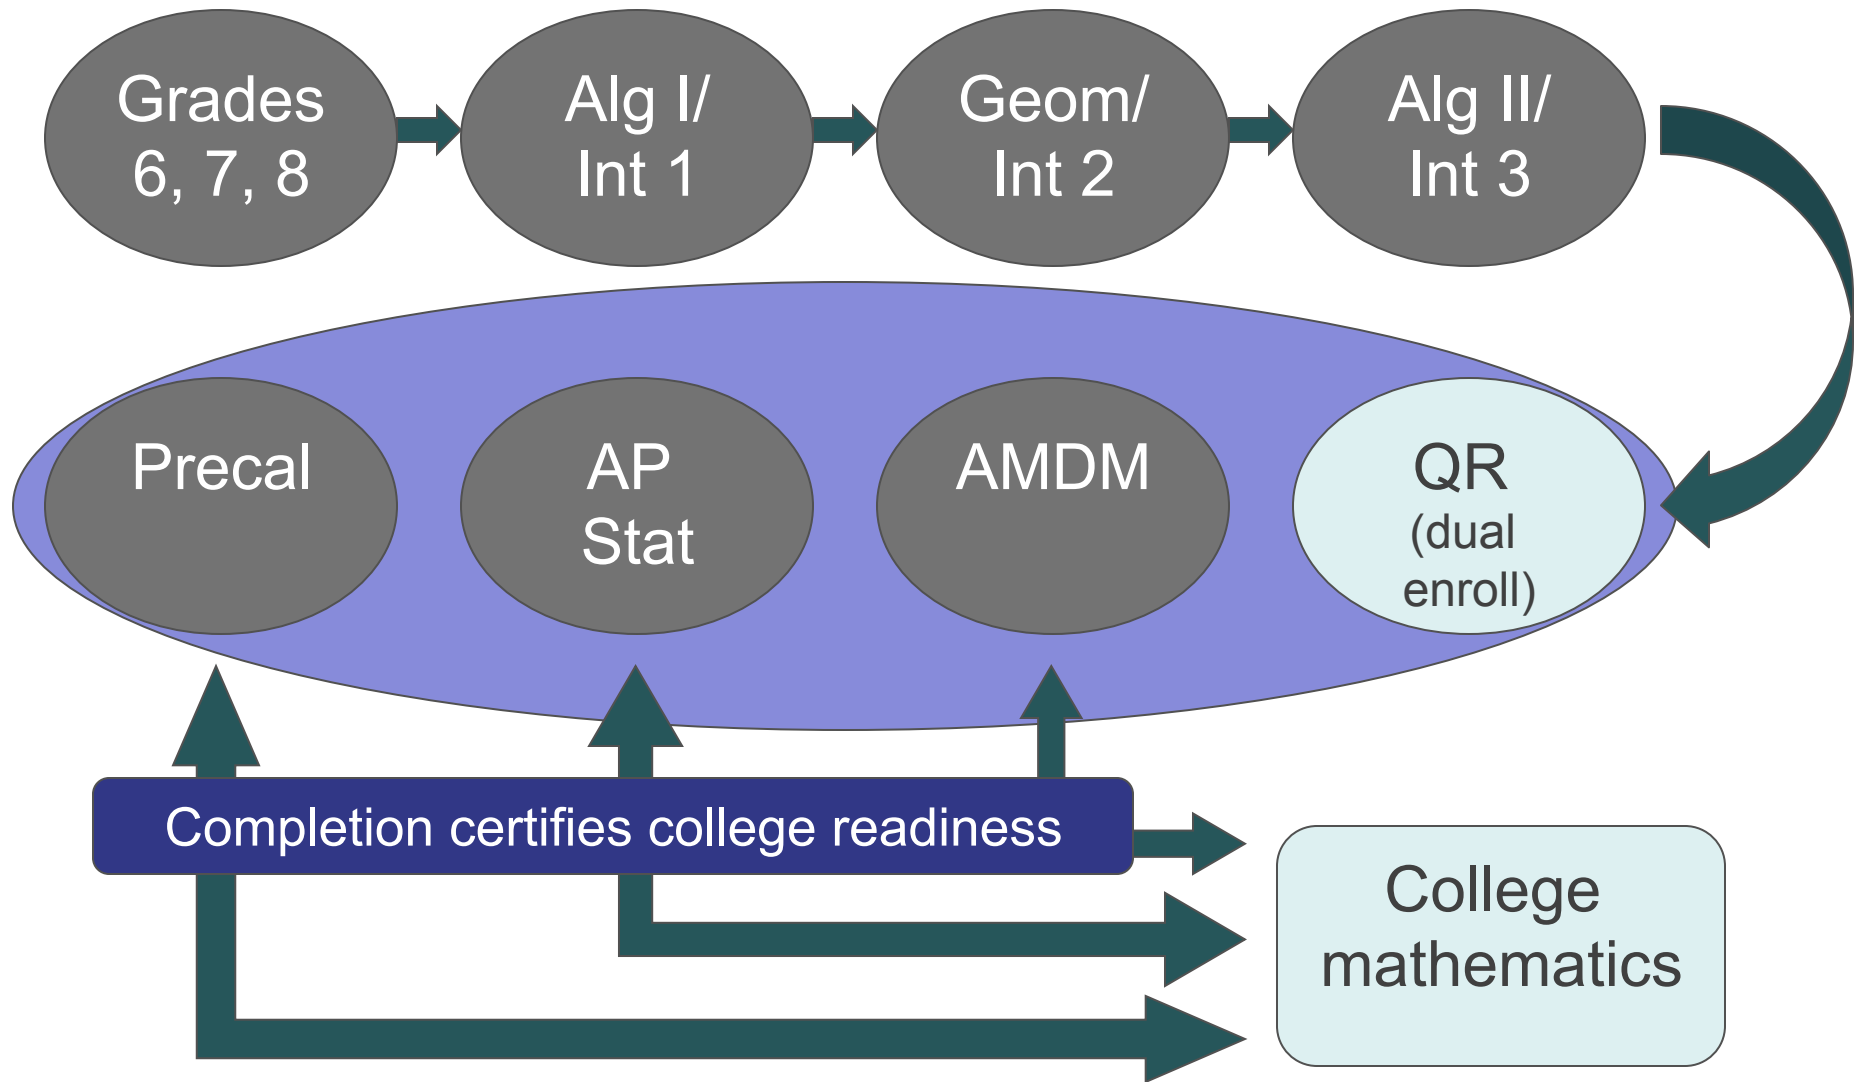 Grades
6, 7, 8
Alg I/
Int 1
Geom/
Int 2
Alg II/
Int 3
Precal
AP
Stat
AMDM
QR
(dual
enroll)
Completion certifies college readiness
College
mathematics